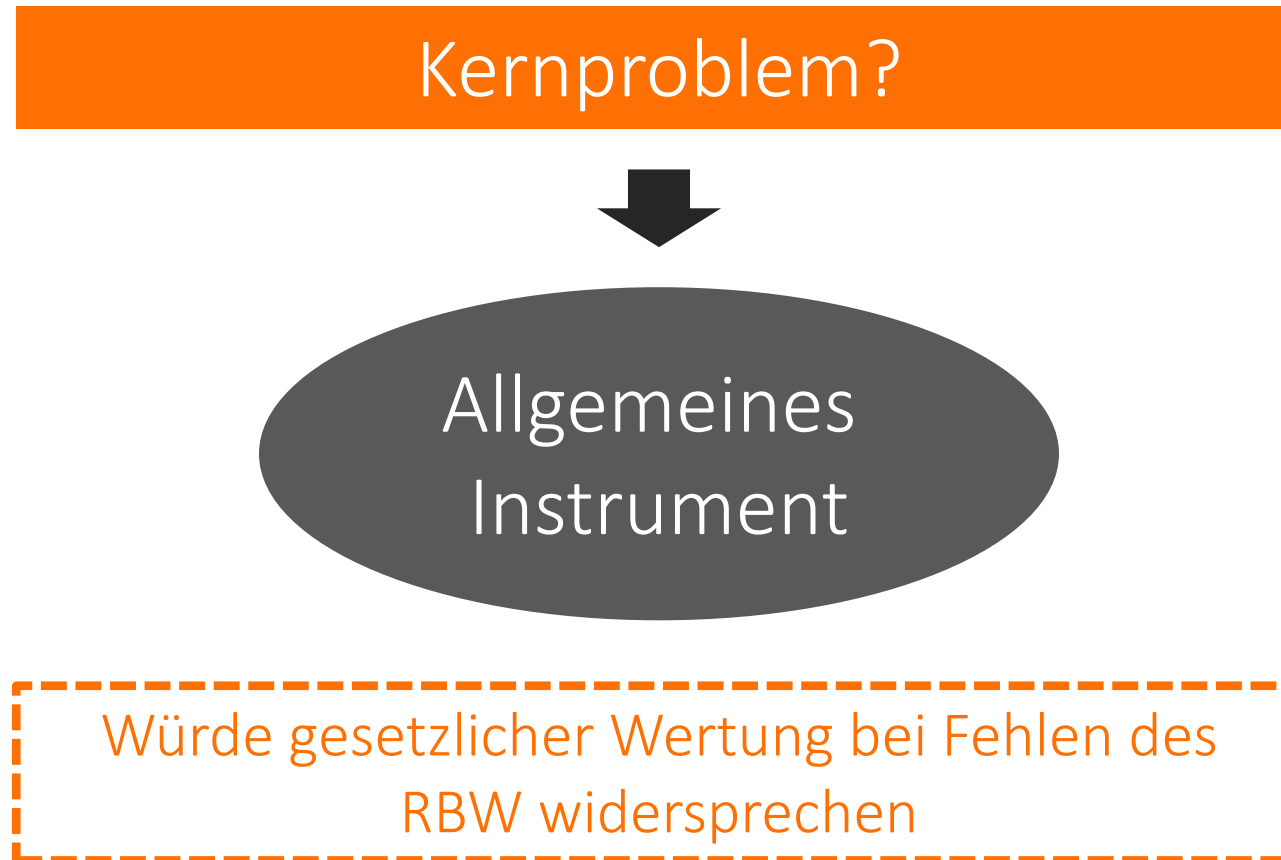 Kernproblem?
Allgemeines
Instrument
Würde gesetzlicher Wertung bei Fehlen des
RBW widersprechen